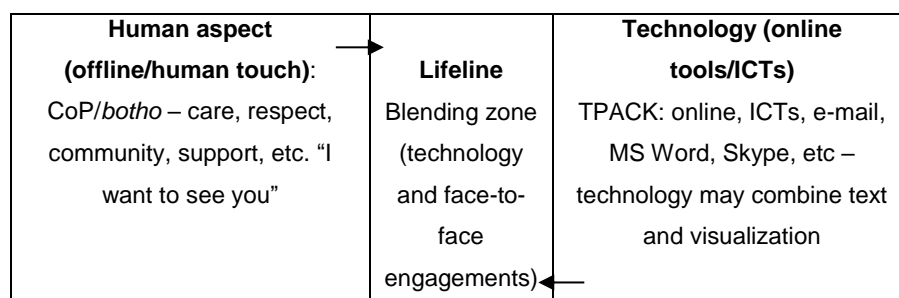 Human aspect
(offline/human touch):
CoP/botho – care, respect,
community, support, etc. “I
want to see you”
Lifeline
Blending zone
(technology
and face-to-
face
engagements)
Technology (online
tools/ICTs)
TPACK: online, ICTs, e-mail,
MS Word, Skype, etc –
technology may combine text
and visualization